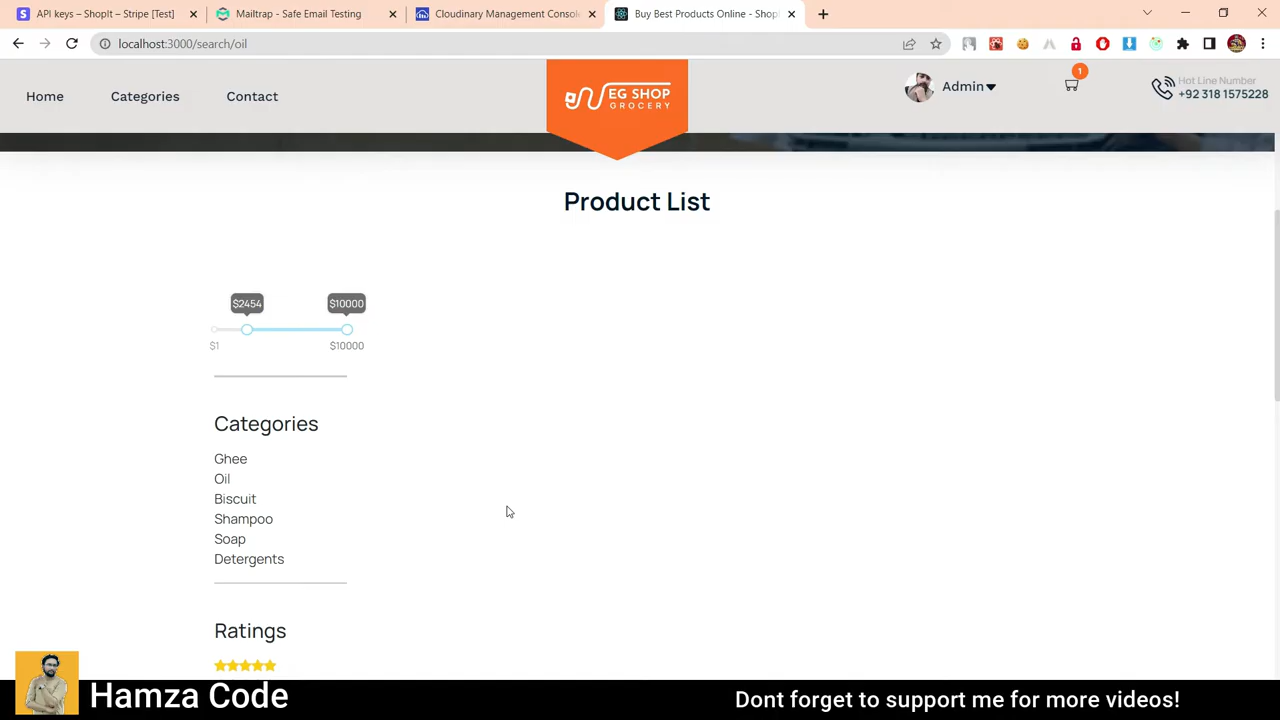 API keys – ShopIt – Stripe [Test]
Mailtrap - Safe Email Testing
Cloudinary Management Console
Buy Best Products Online - Shop
localhost:3000/search/oil
Home
Categories
Contact
EG SHOP
GROCERY
Admin
1
Hot Line Number
+92 318 1575228
Product List
$2454
$10000
$1
$10000
Categories
Ghee
Oil
Biscuit
Shampoo
Soap
Detergents
Ratings
Hamza Code
Dont forget to support me for more videos!